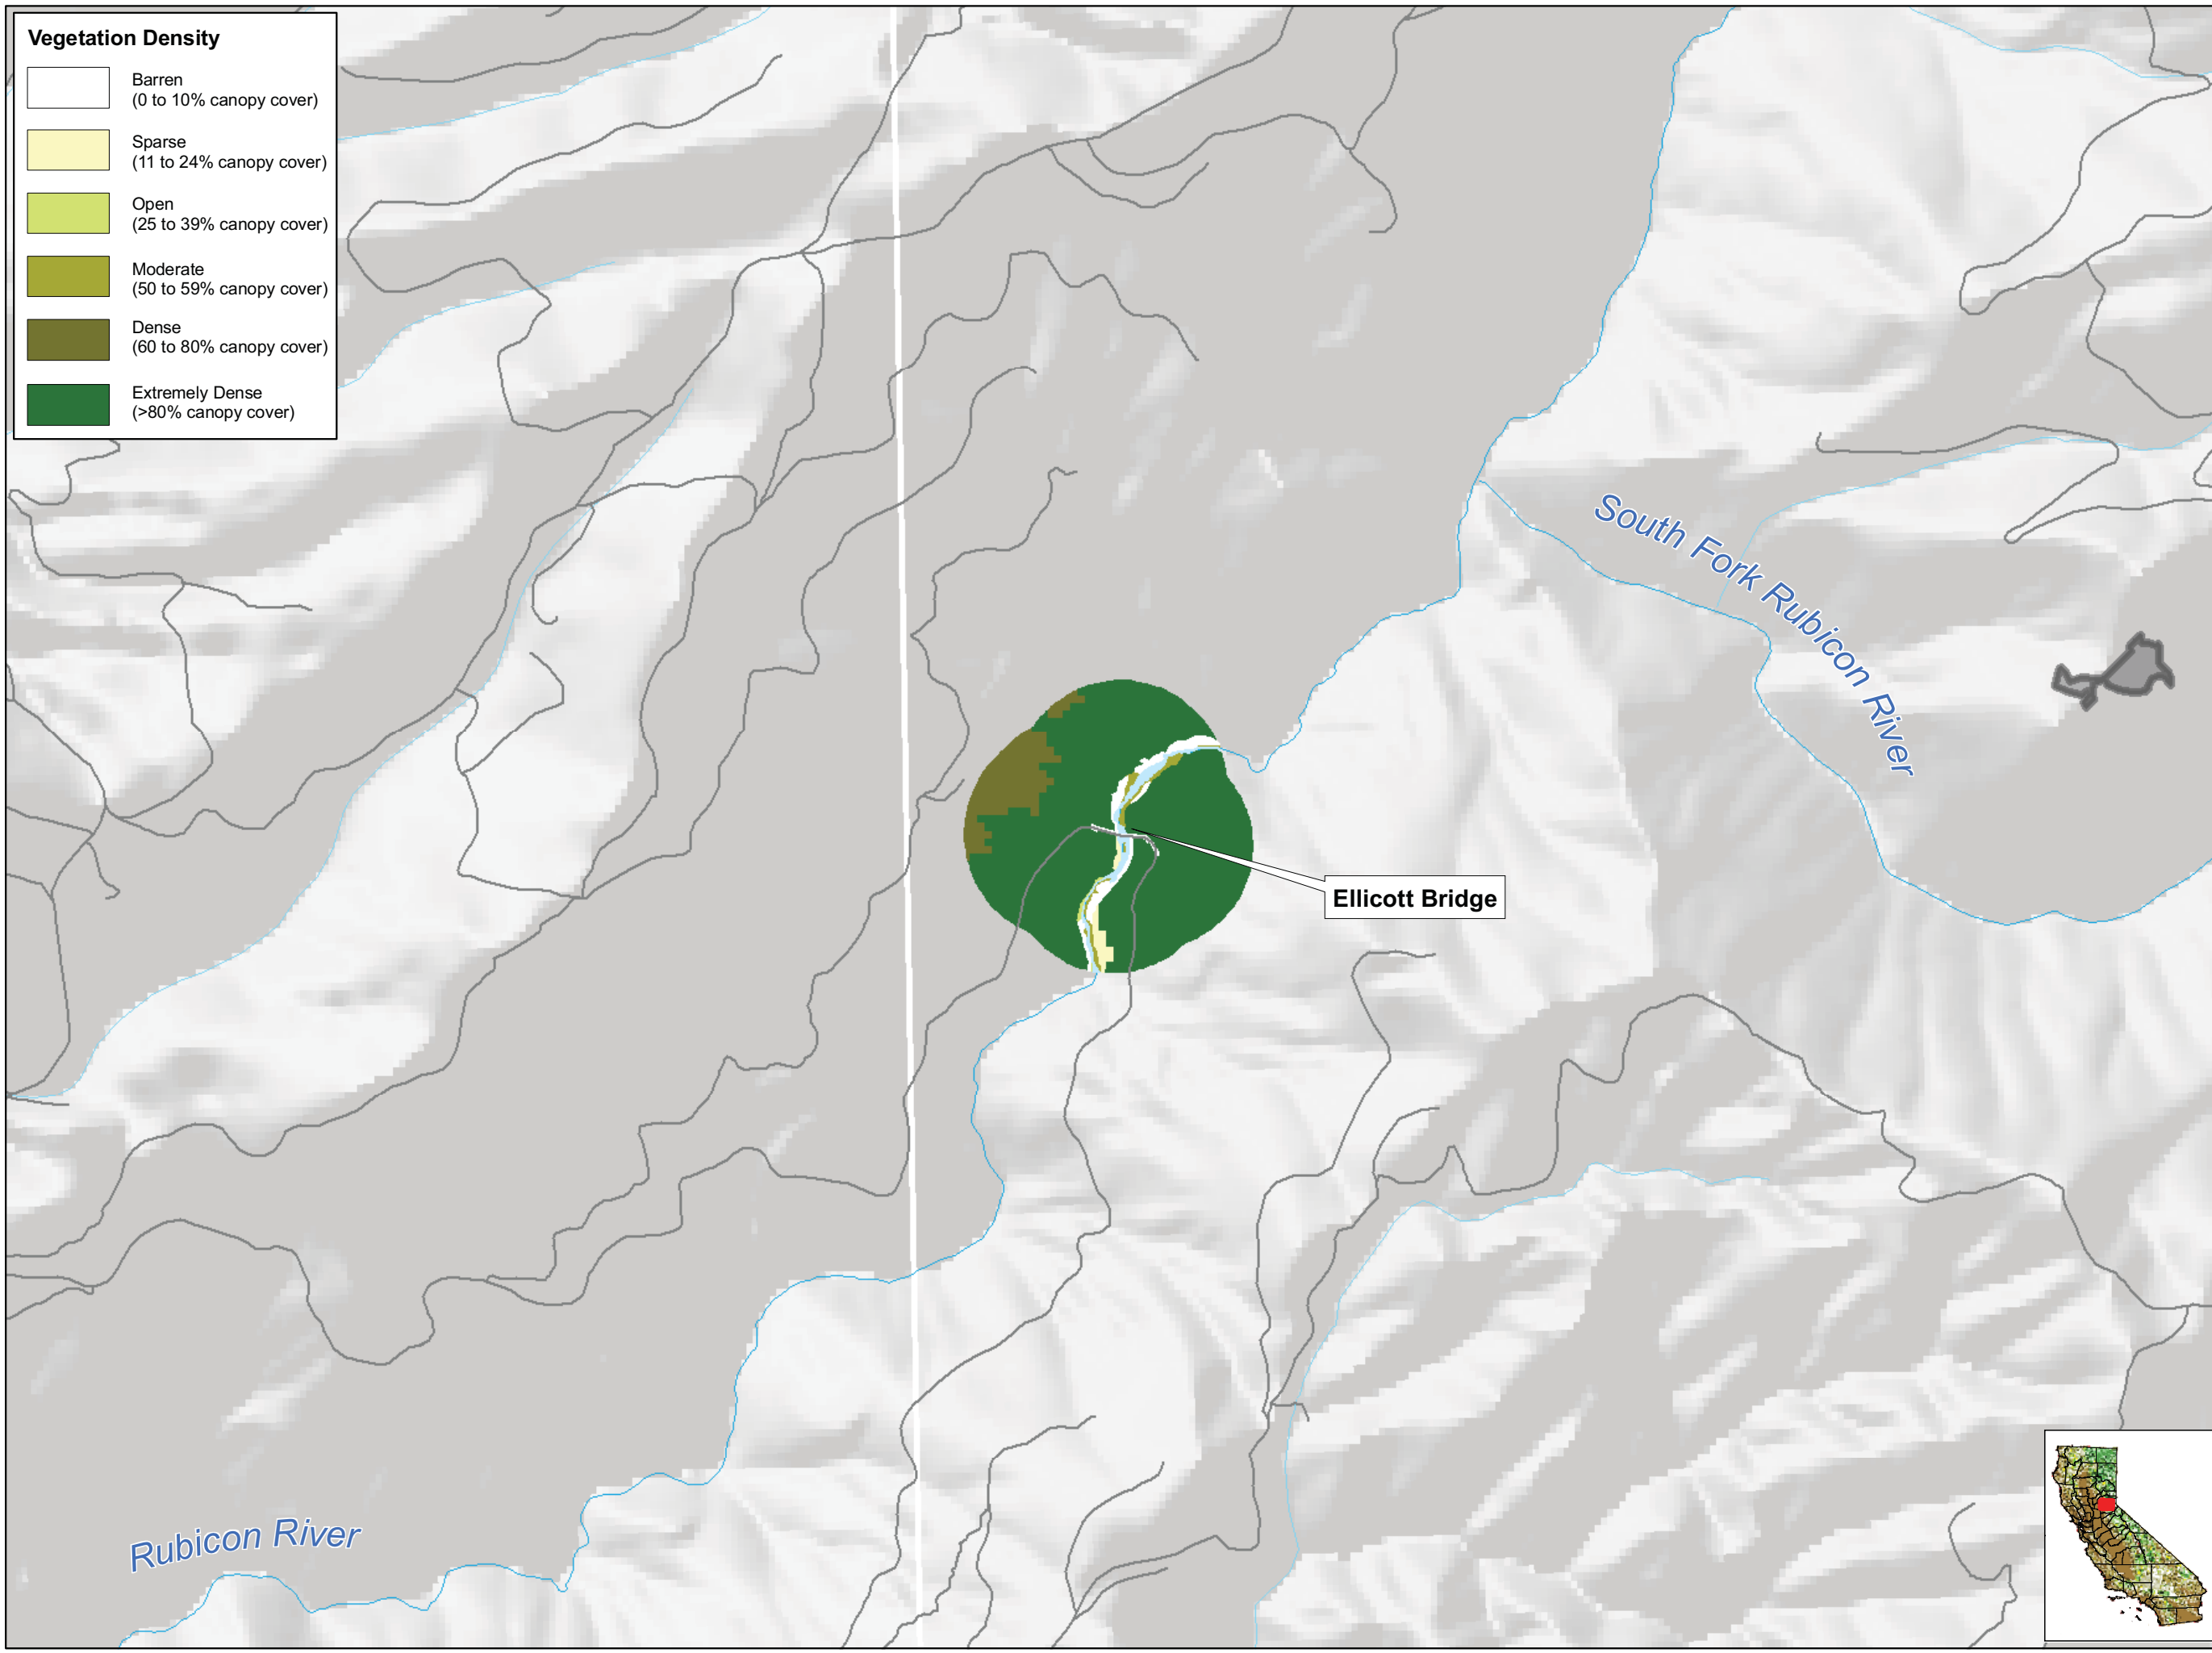 Vegetation Density
Barren
(0 to 10% canopy cover)
Sparse
(11 to 24% canopy cover)
Open
(25 to 39% canopy cover)
Moderate
(50 to 59% canopy cover)
Dense
(60 to 80% canopy cover)
Extremely Dense
(>80% canopy cover)
South Fork Rubicon River
Ellicott Bridge
Rubicon River